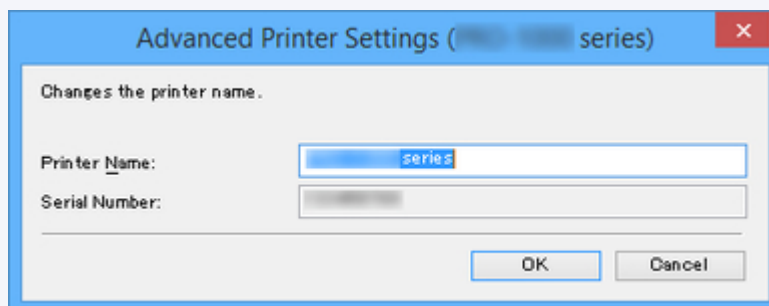 Advanced Printer Settings ( series)
Changes the printer name.
Printer Name: series
Serial Number:
OK Cancel